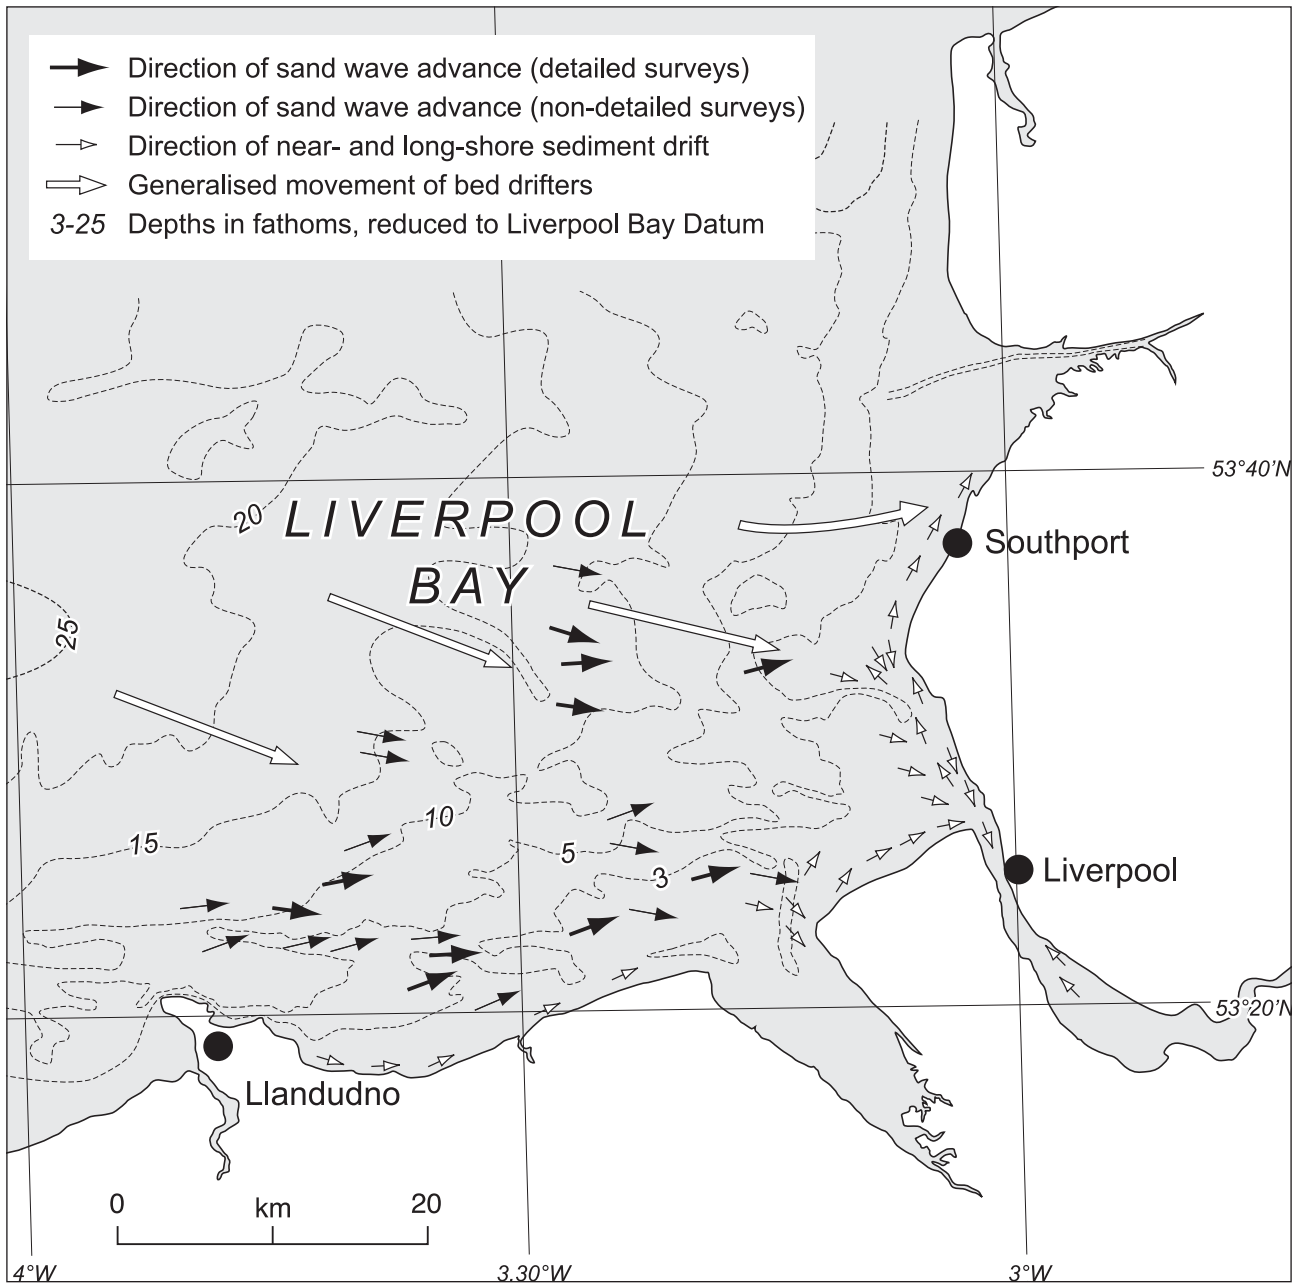 Direction of sand wave advance (detailed surveys)
Direction of sand wave advance (non-detailed surveys)
Direction of near- and long-shore sediment drift
Generalised movement of bed drifters
3-25 Depths in fathoms, reduced to Liverpool Bay Datum
53°40'N
20
LIVERPOOL
BAY
Southport
25
10
15
5
3
Liverpool
53°20'N
Llandudno
0 km 20
4°W
3.30°W
3°W